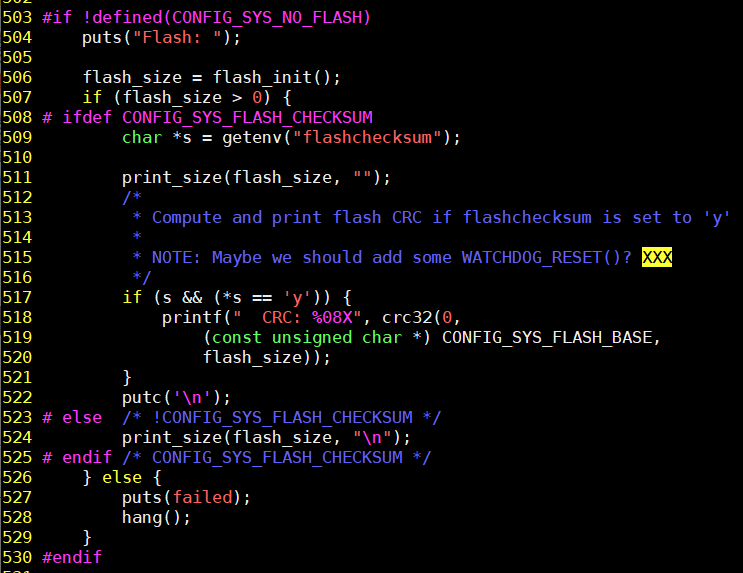 503 #if !defined(CONFIG_SYS_NO_FLASH)
504     puts("Flash: ");
505
506     flash_size = flash_init();
507     if (flash_size > 0) {
508 # ifdef CONFIG_SYS_FLASH_CHECKSUM
509         char *s = getenv("flashchecksum");
510
511         print_size(flash_size, "");
512         /*
513          * Compute and print flash CRC if flashchecksum is set to 'y'
514          *
515          * NOTE: Maybe we should add some WATCHDOG_RESET()? XXX
516          */
517         if (s && (*s == 'y')) {
518             printf("  CRC: %08X", crc32(0,
519                 (const unsigned char *) CONFIG_SYS_FLASH_BASE,
520                 flash_size));
521         }
522         putc('\n');
523 # else  /* !CONFIG_SYS_FLASH_CHECKSUM */
524         print_size(flash_size, "\n");
525 # endif /* CONFIG_SYS_FLASH_CHECKSUM */
526     } else {
527         puts(failed);
528         hang();
529     }
530 #endif